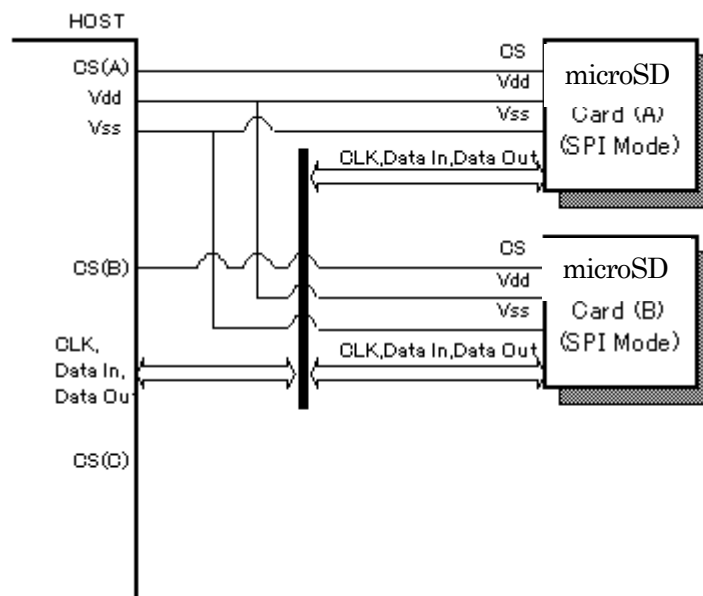 HOST
CS(A)
Vdd
Vss
CS
Vdd
Vss
microSD
Card (A)
(SPI Mode)
CLK,Data In,Data Out
CS(B)
CS
Vdd
Vss
microSD
Card (B)
(SPI Mode)
CLK,
Data In,
Data Ou
CLK,Data In,Data Out
CS(C)